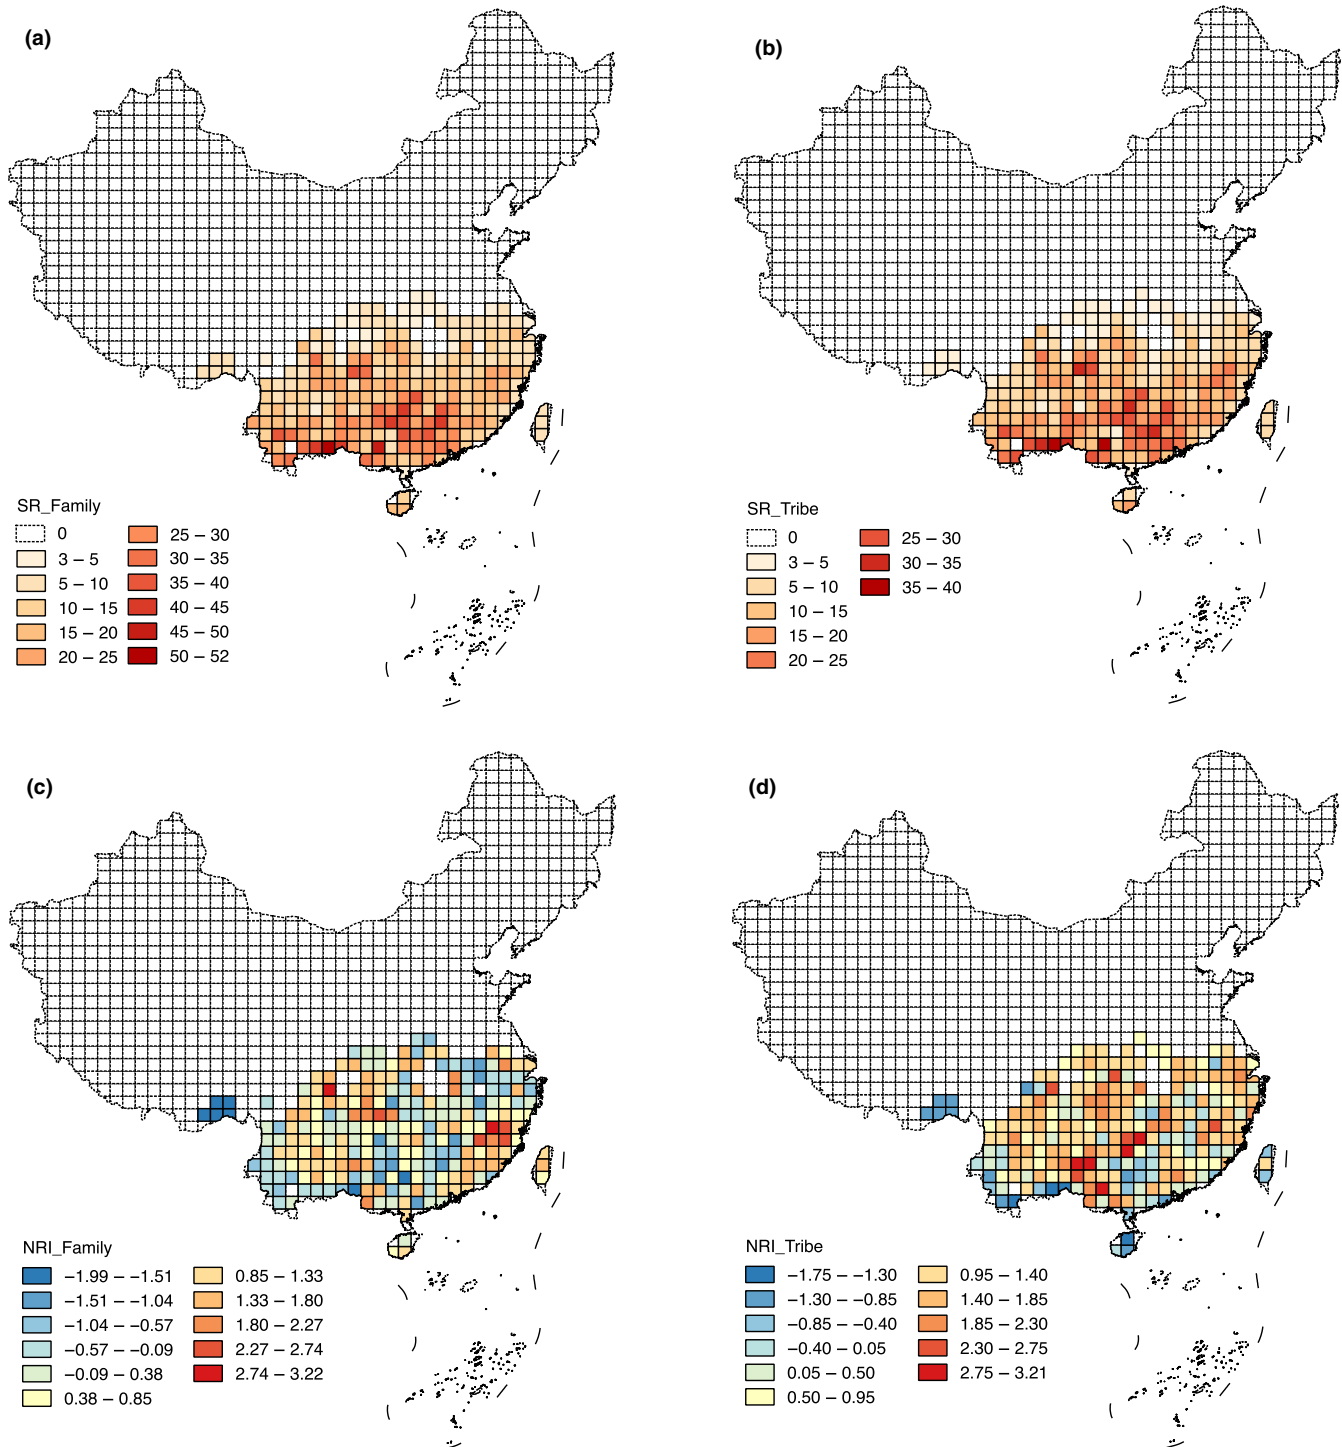 (a)
SR_Family
0
3 – 5
5 – 10
10 – 15
15 – 20
20 – 25
25 – 30
30 – 35
35 – 40
40 – 45
45 – 50
50 – 52
(b)
SR_Tribe
0
3 – 5
5 – 10
10 – 15
15 – 20
20 – 25
25 – 30
30 – 35
35 – 40
(c)
NRI_Family
−1.99 – −1.51
−1.51 – −1.04
−1.04 – −0.57
−0.57 – −0.09
−0.09 – 0.38
0.38 – 0.85
0.85 – 1.33
1.33 – 1.80
1.80 – 2.27
2.27 – 2.74
2.74 – 3.22
(d)
NRI_Tribe
−1.75 – −1.30
−1.30 – −0.85
−0.85 – −0.40
−0.40 – 0.05
0.05 – 0.50
0.50 – 0.95
0.95 – 1.40
1.40 – 1.85
1.85 – 2.30
2.30 – 2.75
2.75 – 3.21